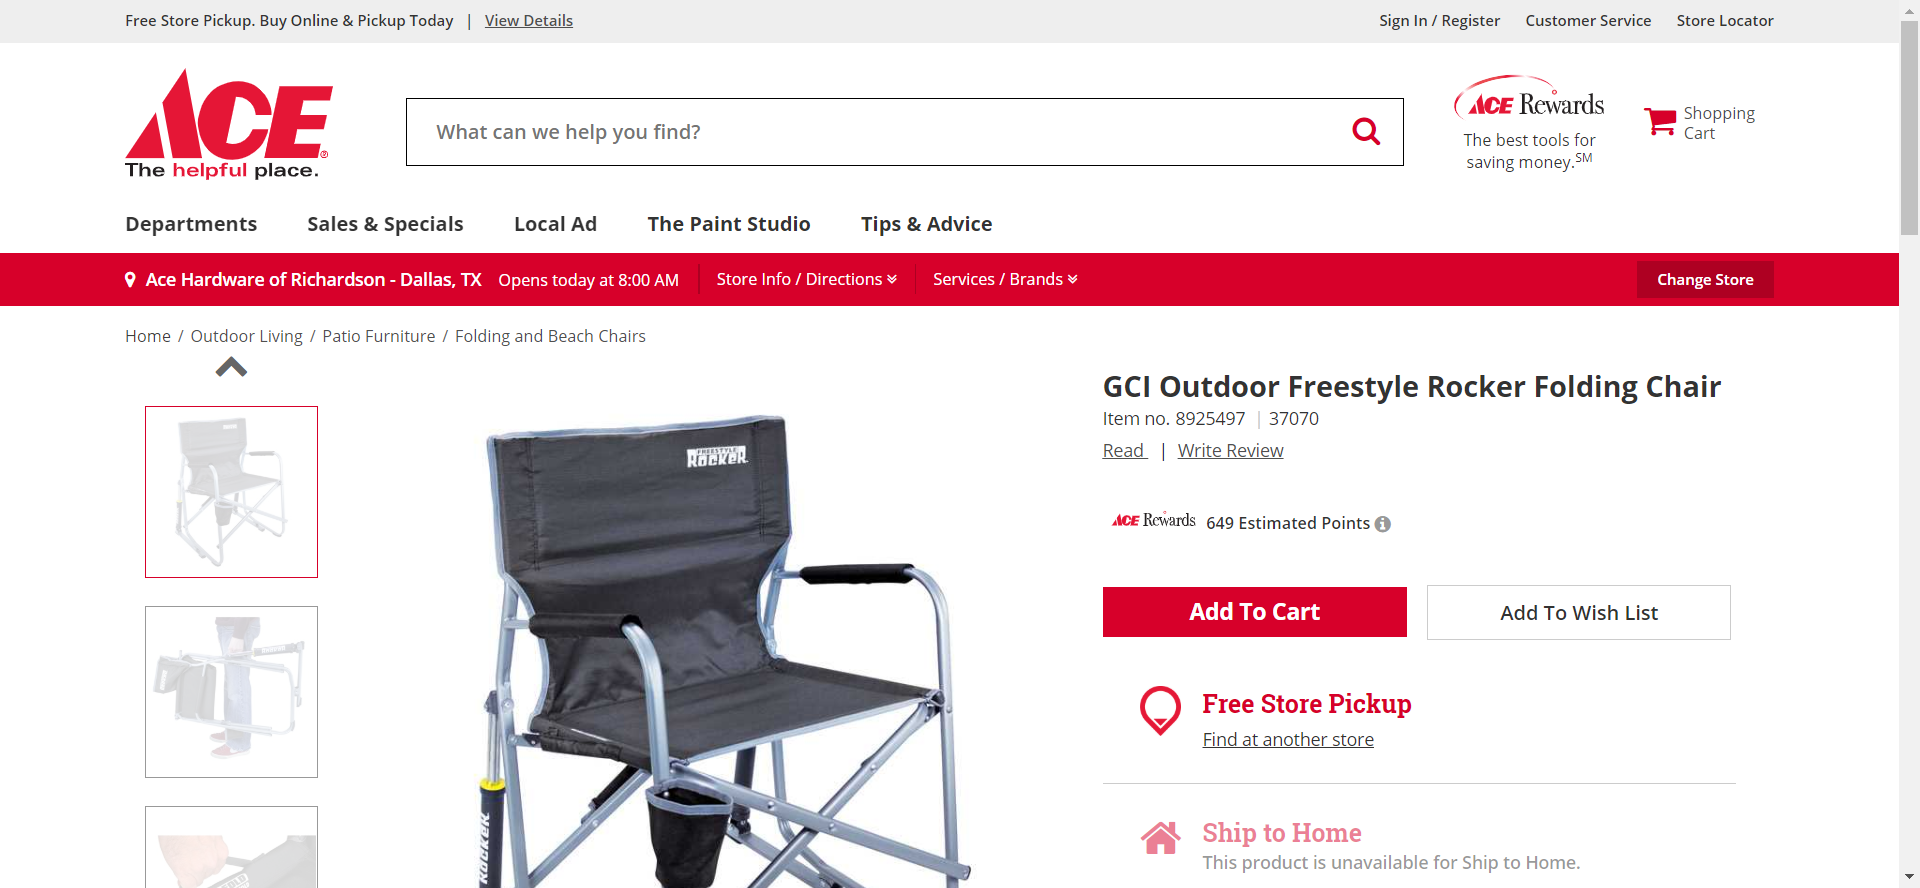 Free Store Pickup. Buy Online & Pickup Today | View Details
Sign In / Register
Customer Service
Store Locator
ACE®
The helpful place.
What can we help you find?
ACE Rewards
The best tools for
saving money.SM
Shopping
Cart
Departments
Sales & Specials
Local Ad
The Paint Studio
Tips & Advice
Ace Hardware of Richardson - Dallas, TX
Opens today at 8:00 AM
Store Info / Directions
Services / Brands
Change Store
Home / Outdoor Living / Patio Furniture / Folding and Beach Chairs
GCI Outdoor Freestyle Rocker Folding Chair
Item no. 8925497 | 37070
Read | Write Review
ACE Rewards 649 Estimated Points
Add To Cart
Add To Wish List
Free Store Pickup
Find at another store
Ship to Home
This product is unavailable for Ship to Home.
FREESTYLE
ROCKER
ROCKER